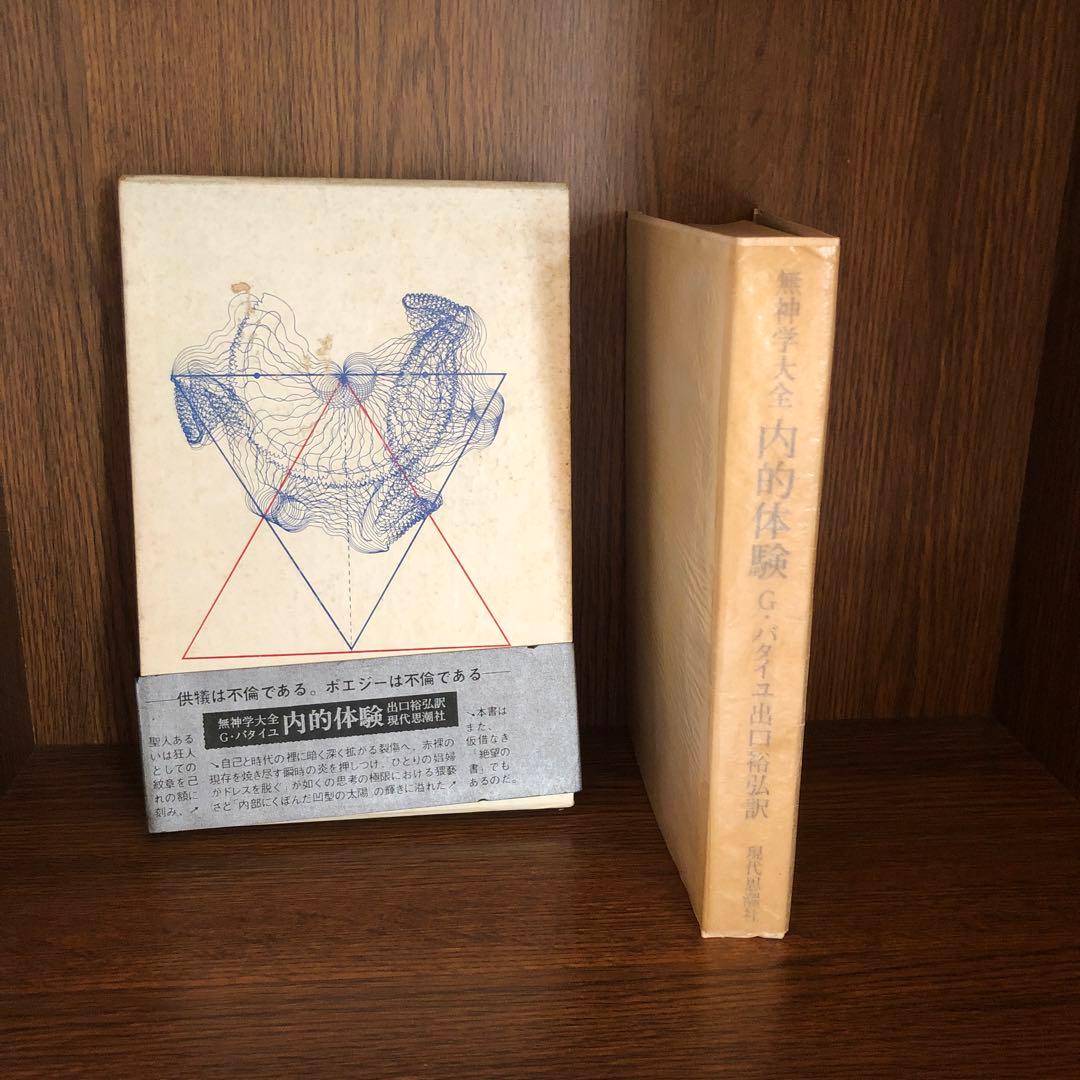 供犠は不倫である。ポエジーは不倫である
無神学大全
G・バタイユ
内的体験
出口裕弘訳
現代思潮社
聖人ある
いは狂人
としての
紋章を己
れの額に
刻み、↗
↘自己と時代の裡に暗く深く拡がる裂傷へ、赤裸の
現存を焼き尽す瞬時の炎を押しつけ、ひとりの娼婦
がドレスを脱ぐ」が如くの思考の極限における猥褻
さと「内部にくぼんだ凹型の太陽」の輝きに溢れた↗
↘本書は
また、
仮借なき
「絶望の
書」でも
あるのだ。
無神学大全 内的体験 G・バタイユ 出口裕弘訳 現代思潮社